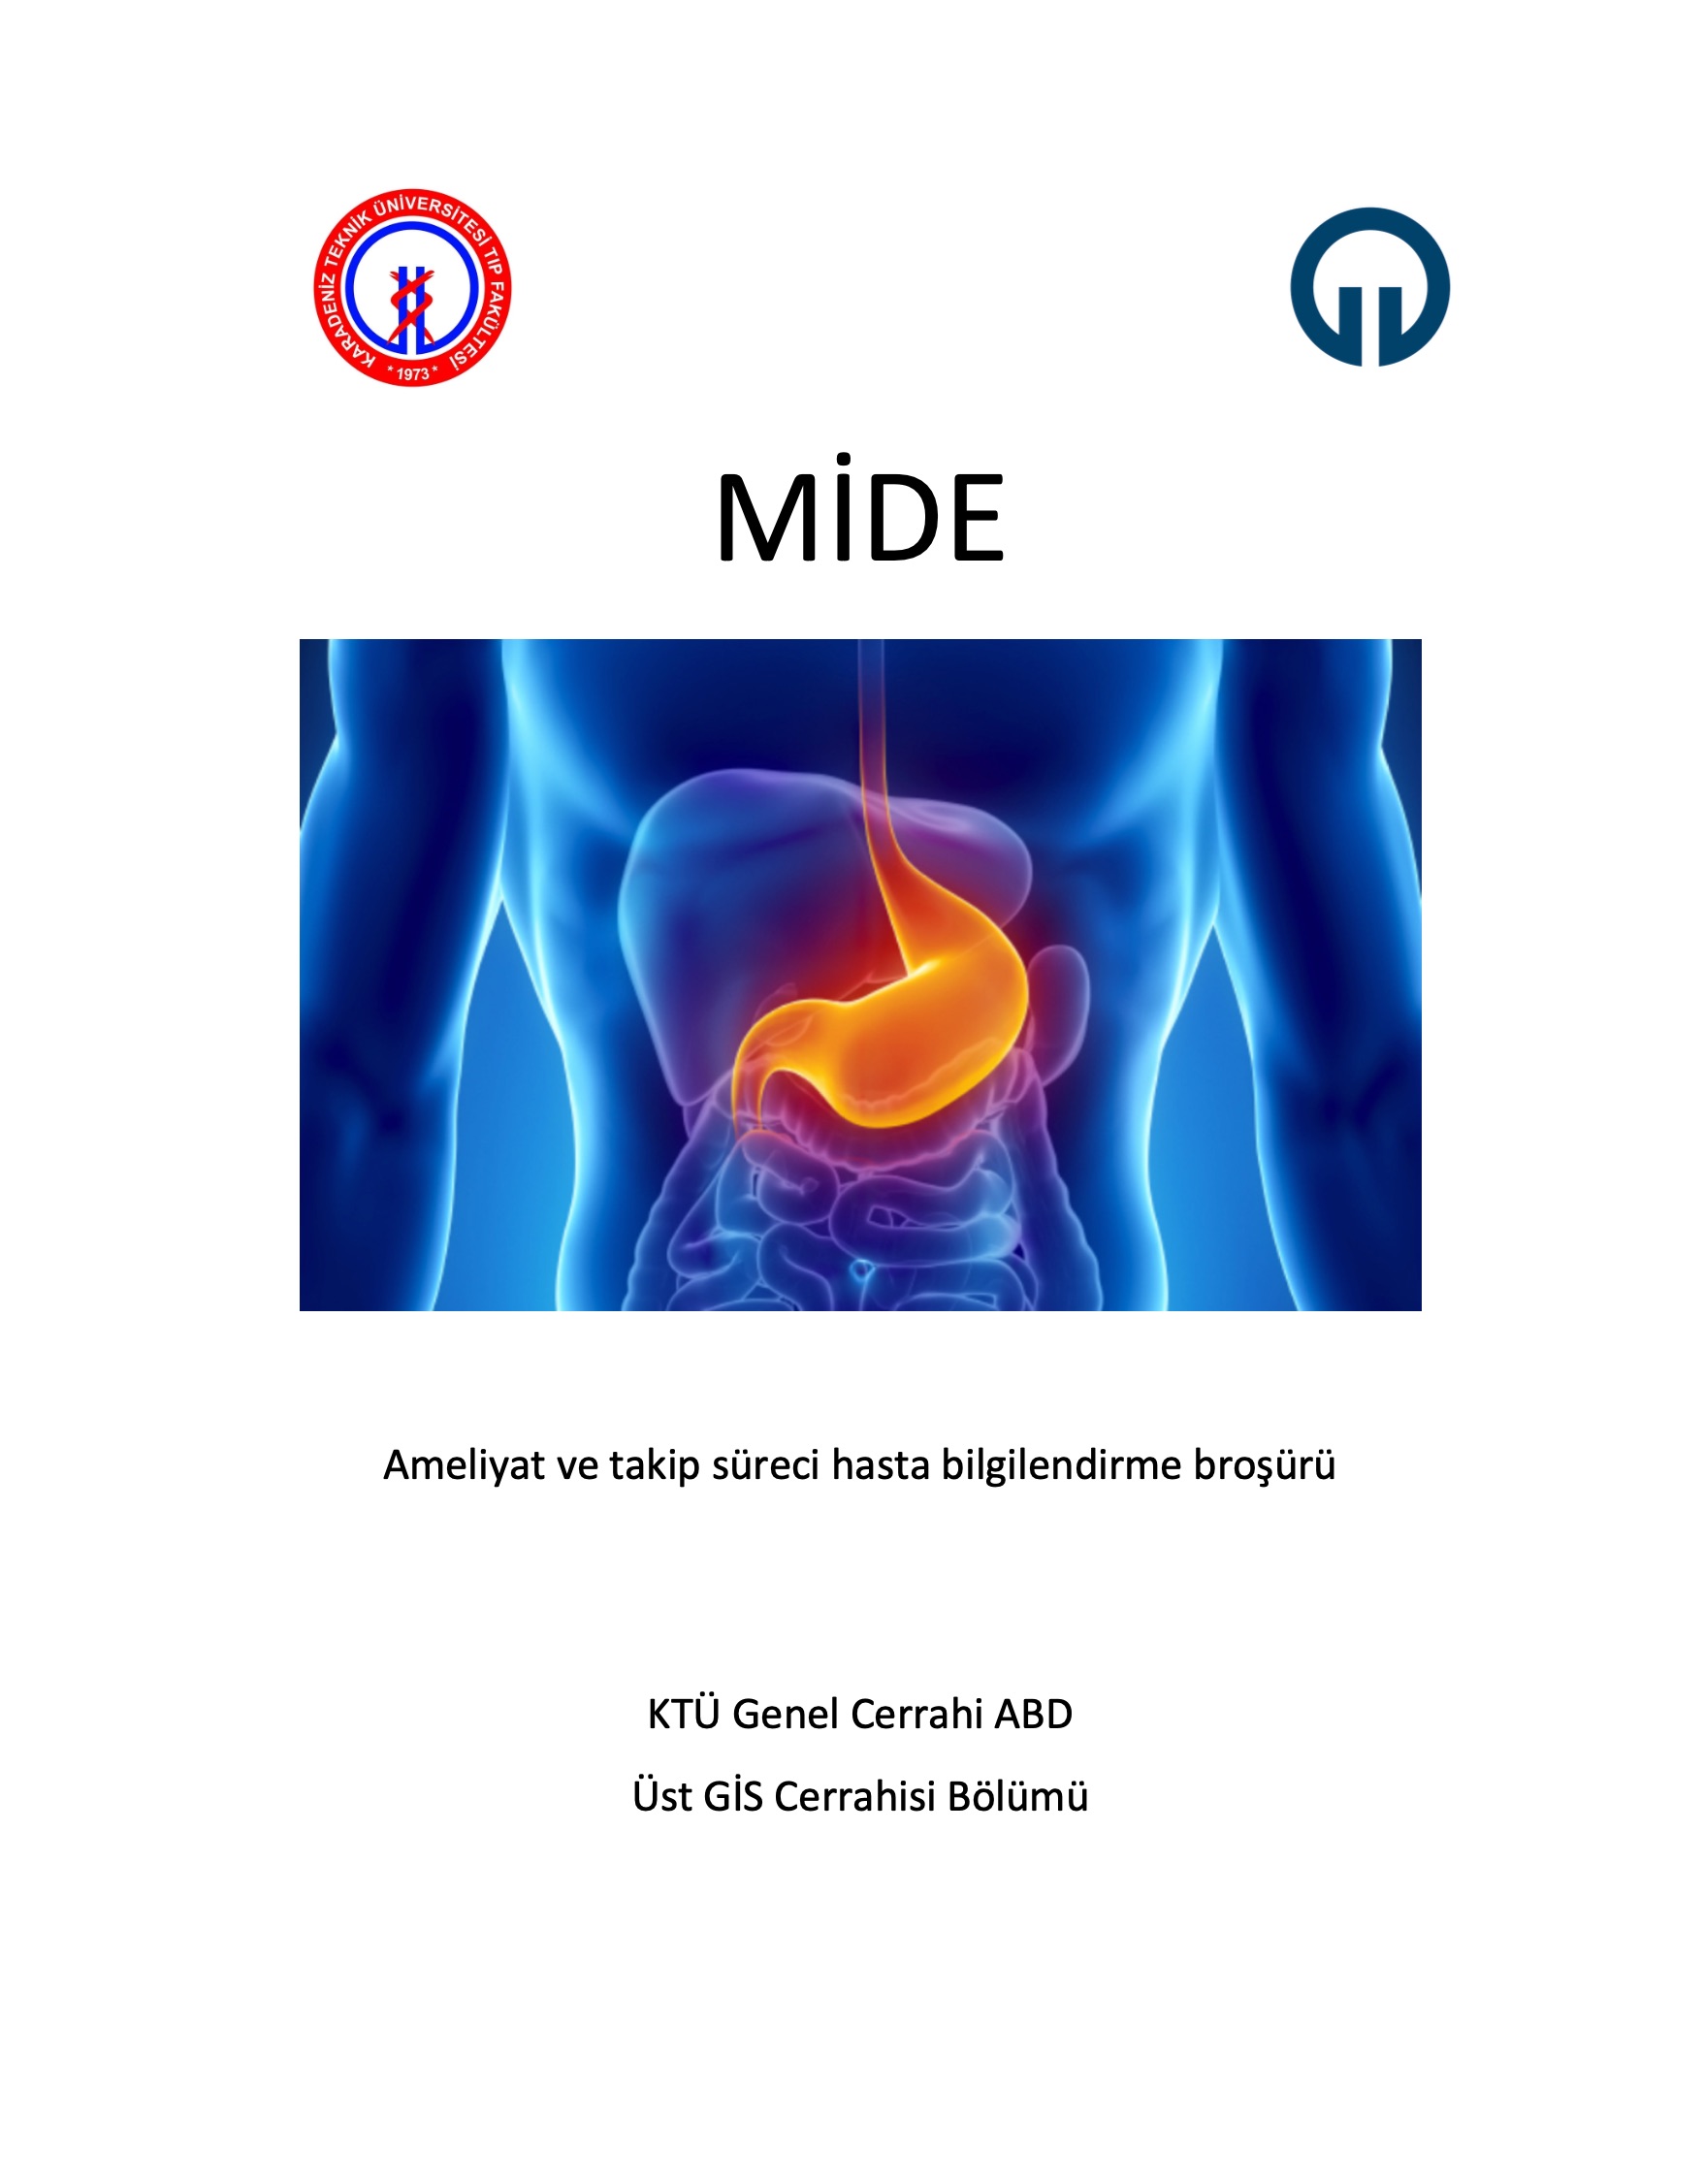 KARADENİZ TEKNİK ÜNİVERSİTESİ TIP FAKÜLTESİ
* 1973 *
MİDE
Ameliyat ve takip süreci hasta bilgilendirme broşürü
KTÜ Genel Cerrahi ABD
Üst GİS Cerrahisi Bölümü